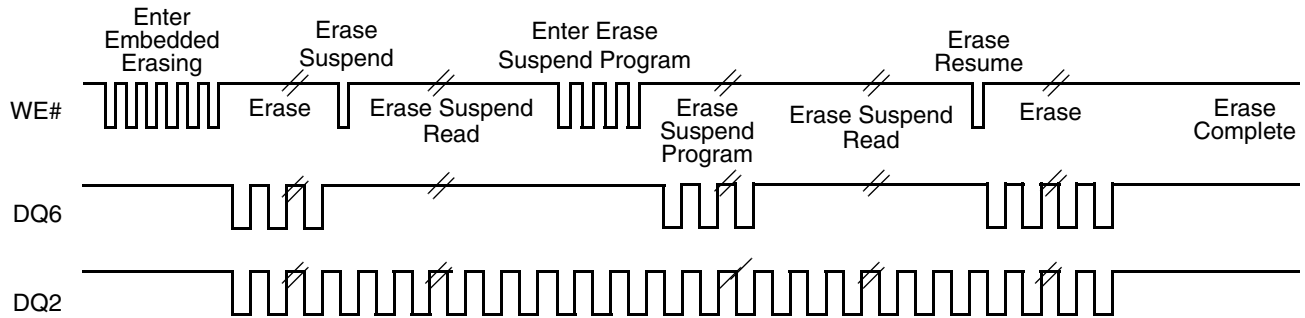 Enter
Embedded
Erasing
Erase
Suspend
Enter Erase
Suspend Program
Erase
Resume
WE#
Erase
Erase Suspend
Read
Erase
Suspend
Program
Erase Suspend
Read
Erase
Erase
Complete
DQ6
DQ2